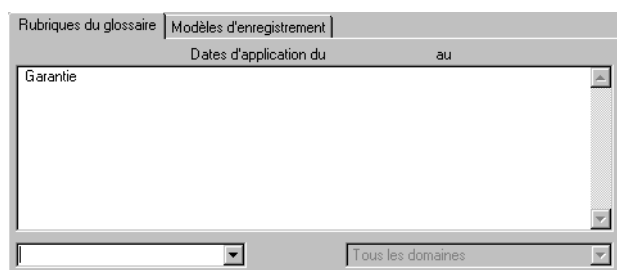 Rubriques du glossaire Modèles d'enregistrement
Dates d'application du au
Garantie
Tous les domaines